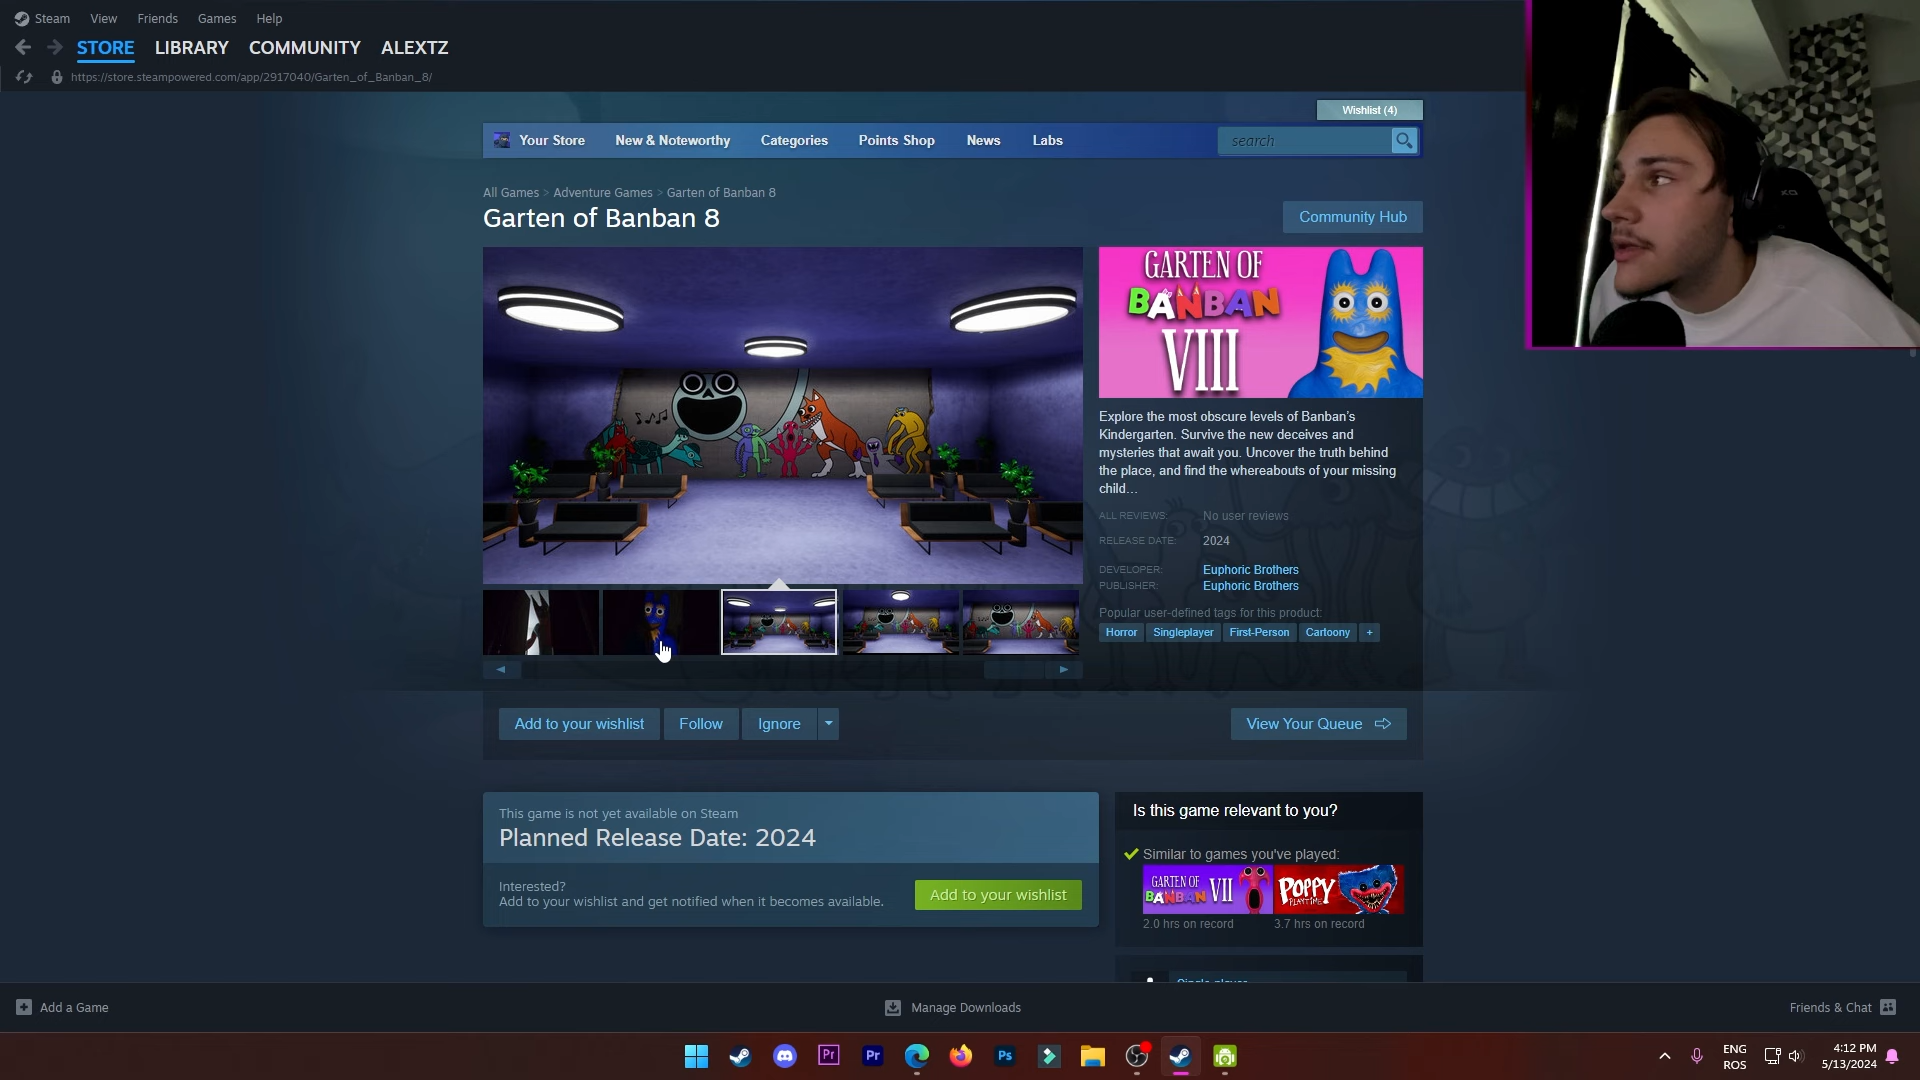 Steam View Friends Games Help
STORE LIBRARY COMMUNITY ALEXTZ
https://store.steampowered.com/app/2917040/Garten_of_Banban_8/
Wishlist (4)
Your Store New & Noteworthy Categories Points Shop News Labs search
All Games > Adventure Games > Garten of Banban 8
Garten of Banban 8
Community Hub
GARTEN OF
BANBAN
VIII
Explore the most obscure levels of Banban's
Kindergarten. Survive the new deceives and
mysteries that await you. Uncover the truth behind
the place, and find the whereabouts of your missing
child…
ALL REVIEWS: No user reviews
RELEASE DATE: 2024
DEVELOPER: Euphoric Brothers
PUBLISHER: Euphoric Brothers
Popular user-defined tags for this product:
Horror Singleplayer First-Person Cartoony +
Add to your wishlist Follow Ignore
View Your Queue
This game is not yet available on Steam
Planned Release Date: 2024
Interested?
Add to your wishlist and get notified when it becomes available.
Add to your wishlist
Is this game relevant to you?
Similar to games you've played:
GARTEN OF
BANBAN VII
POPPY
PLAYTIME
2.0 hrs on record 3.7 hrs on record
Single-player
Add a Game Manage Downloads Friends & Chat
Pr Pr Ps
ENG
ROS
4:12 PM
5/13/2024